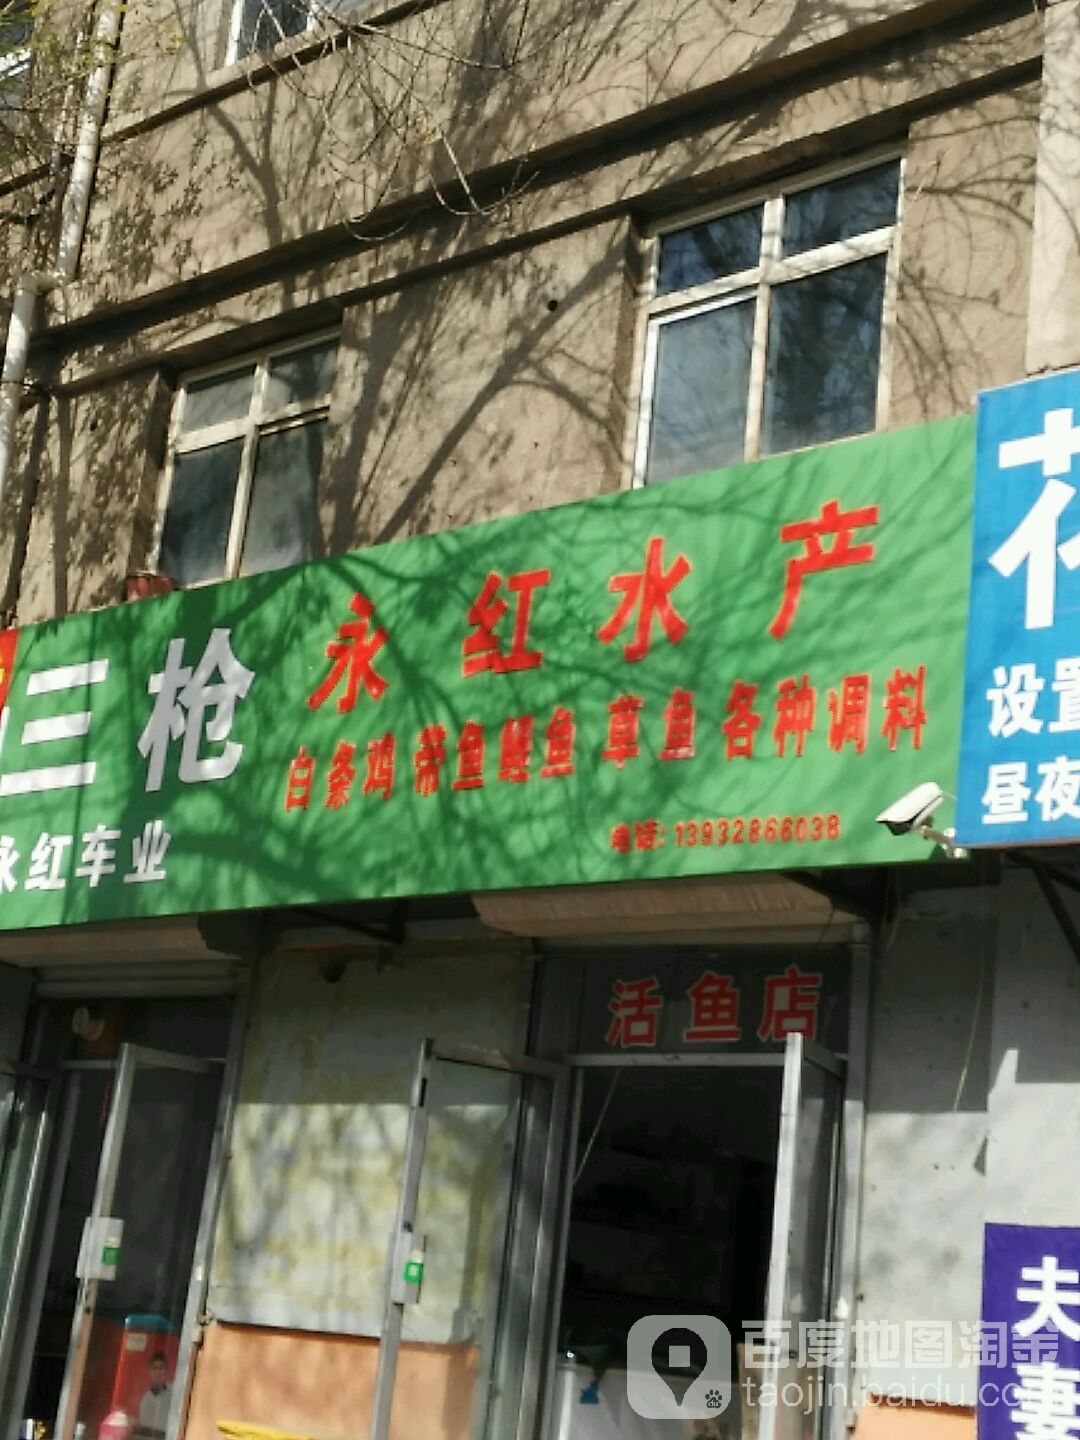 三枪
永红车业
永红水产
白条鸡 带鱼 鲤鱼 草鱼 各种调料
电话: 13932866038
活鱼店
花
设置
昼夜
夫妻
百度地图淘金
taojin.baidu.com